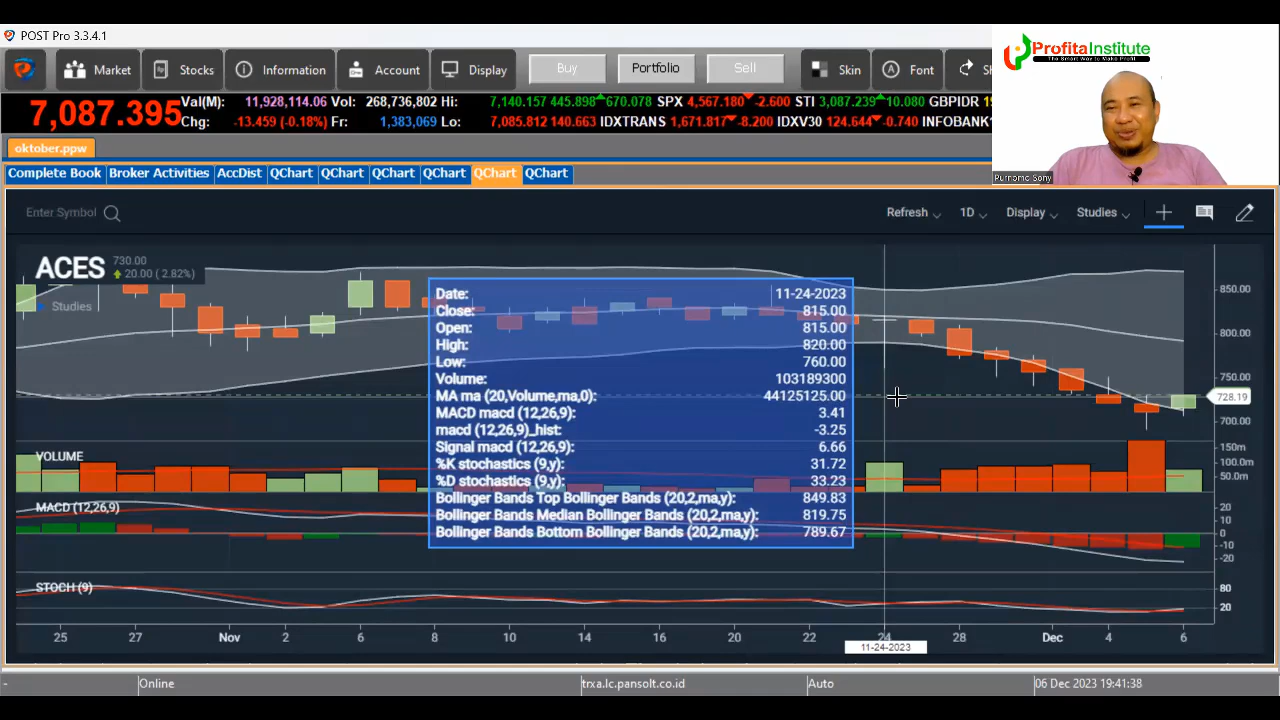 POST Pro 3.3.4.1
ProfitaInstitute
The Smart Way to Make Profit
Market Stocks Information Account Display Buy Portfolio Sell Skin Font
7,087.395
Val(M): 11,928,114.06 Vol: 268,736,802 Hi: 7,140.157 445.898 670.078 SPX 4,567.180 -2.600 STI 3,087.239 10.080 GBPIDR
Chg: -13.459 (-0.18%) Fr: 1,383,069 Lo: 7,085.812 140.663 IDXTRANS 1,671.817 -8.200 IDXV30 124.644 -0.740 INFOBANK
Purnomo Sony
oktober.ppw
Complete Book Broker Activities AccDist QChart QChart QChart QChart QChart QChart
Enter Symbol Refresh 1D Display Studies
ACES 730.00
20.00 (2.82%)
Studies
Date: 11-24-2023
Close: 815.00
Open: 815.00
High: 820.00
Low: 760.00
Volume: 103189300
MA ma (20,Volume,ma,0): 44125125.00
MACD macd (12,26,9): 3.41
macd (12,26,9)_hist: -3.25
Signal macd (12,26,9): 6.66
%K stochastics (9,y): 31.72
%D stochastics (9,y): 33.23
Bollinger Bands Top Bollinger Bands (20,2,ma,y): 849.83
Bollinger Bands Median Bollinger Bands (20,2,ma,y): 819.75
Bollinger Bands Bottom Bollinger Bands (20,2,ma,y): 789.67
850.00
800.00
750.00
728.19
700.00
VOLUME
150m
100.0m
50.0m
MACD (12,26,9)
20
10
0
-10
-20
STOCH (9)
80
20
25 27 Nov 2 6 8 10 14 16 20 22 24 28 Dec 4 6
11-24-2023
- Online trxa.lc.pansolt.co.id Auto 06 Dec 2023 19:41:38